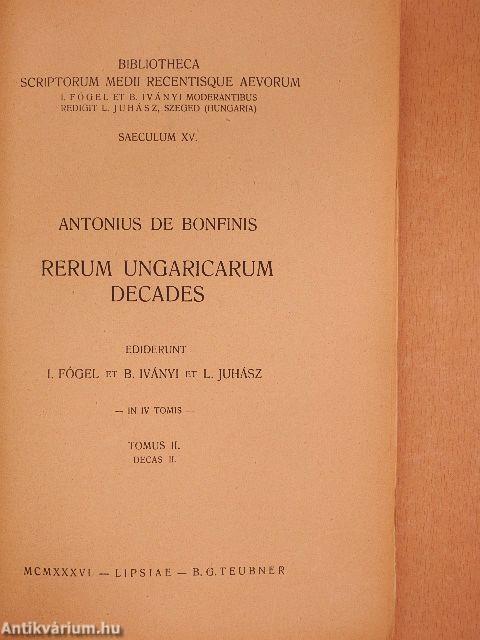 BIBLIOTHECA
SCRIPTORUM MEDII RECENTISQUE AEVORUM
I. FÓGEL ET B. IVÁNYI MODERANTIBUS
REDIGIT L. JUHÁSZ, SZEGED (HUNGARIA)
SAECULUM XV.
ANTONIUS DE BONFINIS
RERUM UNGARICARUM
DECADES
EDIDERUNT
I. FÓGEL ET B. IVÁNYI ET L. JUHÁSZ
— IN IV TOMIS —
TOMUS II.
DECAS II.
MCMXXXVI — LIPSIAE — B. G. TEUBNER
Antikvárium.hu